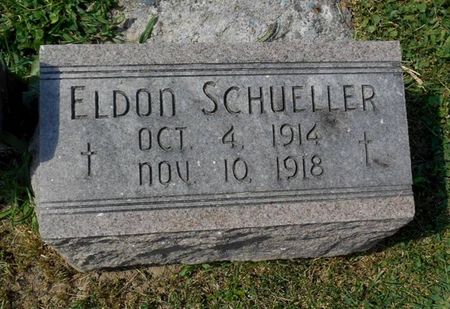 ELDON SCHUELLER
OCT. 4, 1914
NOV. 10, 1918